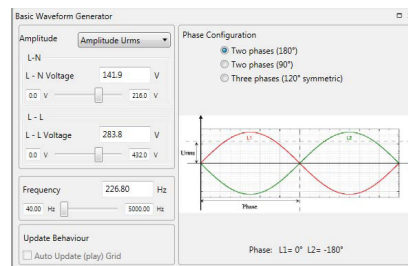 Basic Waveform Generator
Amplitude Amplitude Urms
L-N
L - N Voltage 141.9 V
0.0 V 216.0 V
L - L
L - L Voltage 283.8 V
0.0 V 432.0 V
Frequency 226.80 Hz
40.00 Hz 5000.00 Hz
Update Behaviour
Auto Update (play) Grid
Phase Configuration
Two phases (180°)
Two phases (90°)
Three phases (120° symmetric)
L1 L2
Urms
Phase
Phase: L1= 0° L2= -180°